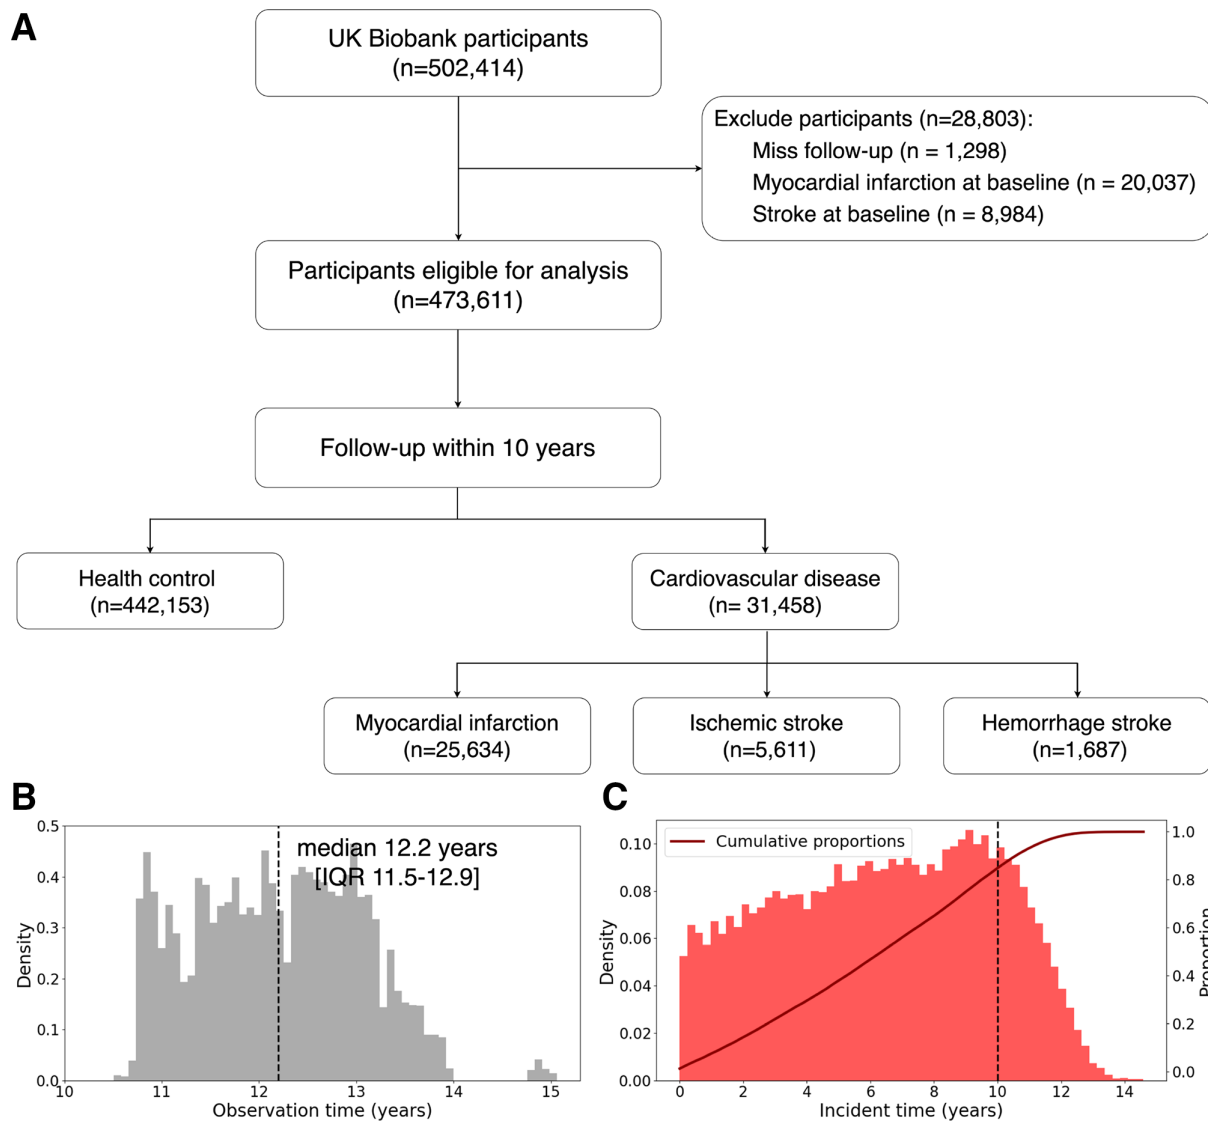 A
UK Biobank participants
(n=502,414)
Exclude participants (n=28,803):
Miss follow-up (n = 1,298)
Myocardial infarction at baseline (n = 20,037)
Stroke at baseline (n = 8,984)
Participants eligible for analysis
(n=473,611)
Follow-up within 10 years
Health control
(n=442,153)
Cardiovascular disease
(n= 31,458)
Myocardial infarction
(n=25,634)
Ischemic stroke
(n=5,611)
Hemorrhage stroke
(n=1,687)
B
median 12.2 years
[IQR 11.5-12.9]
0.5
0.4
0.3
0.2
0.1
0.0
Density
10 11 12 13 14 15
Observation time (years)
C
Cumulative proportions
0.10
0.08
0.06
0.04
0.02
0.00
Density
1.0
0.8
0.6
0.4
0.2
0.0
Proportion
0 2 4 6 8 10 12 14
Incident time (years)